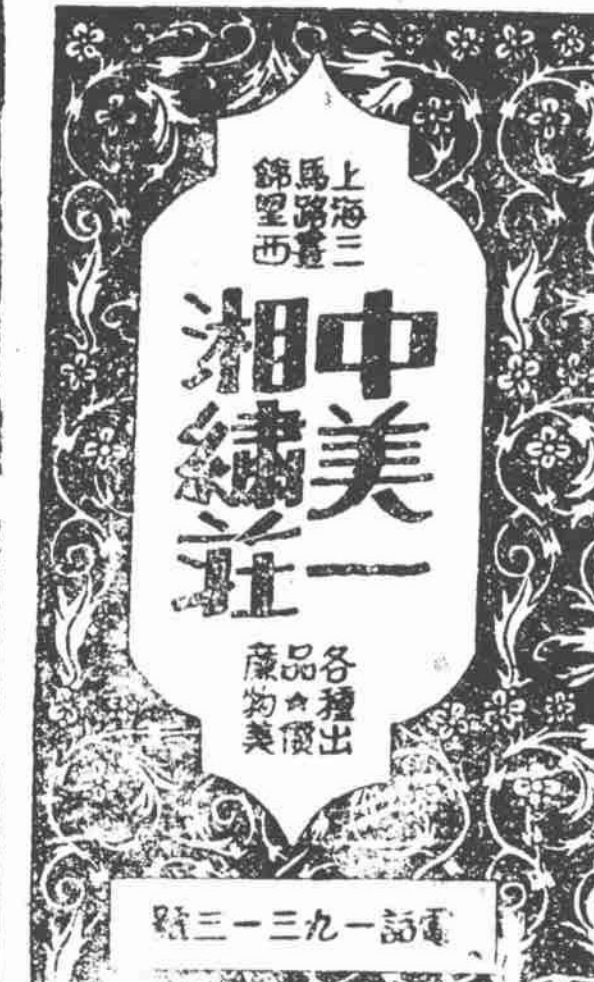 上海三
馬路畫
錦里西
中美一
湘繡莊
各種出
品☆價
廉物美
電話一九三一三號